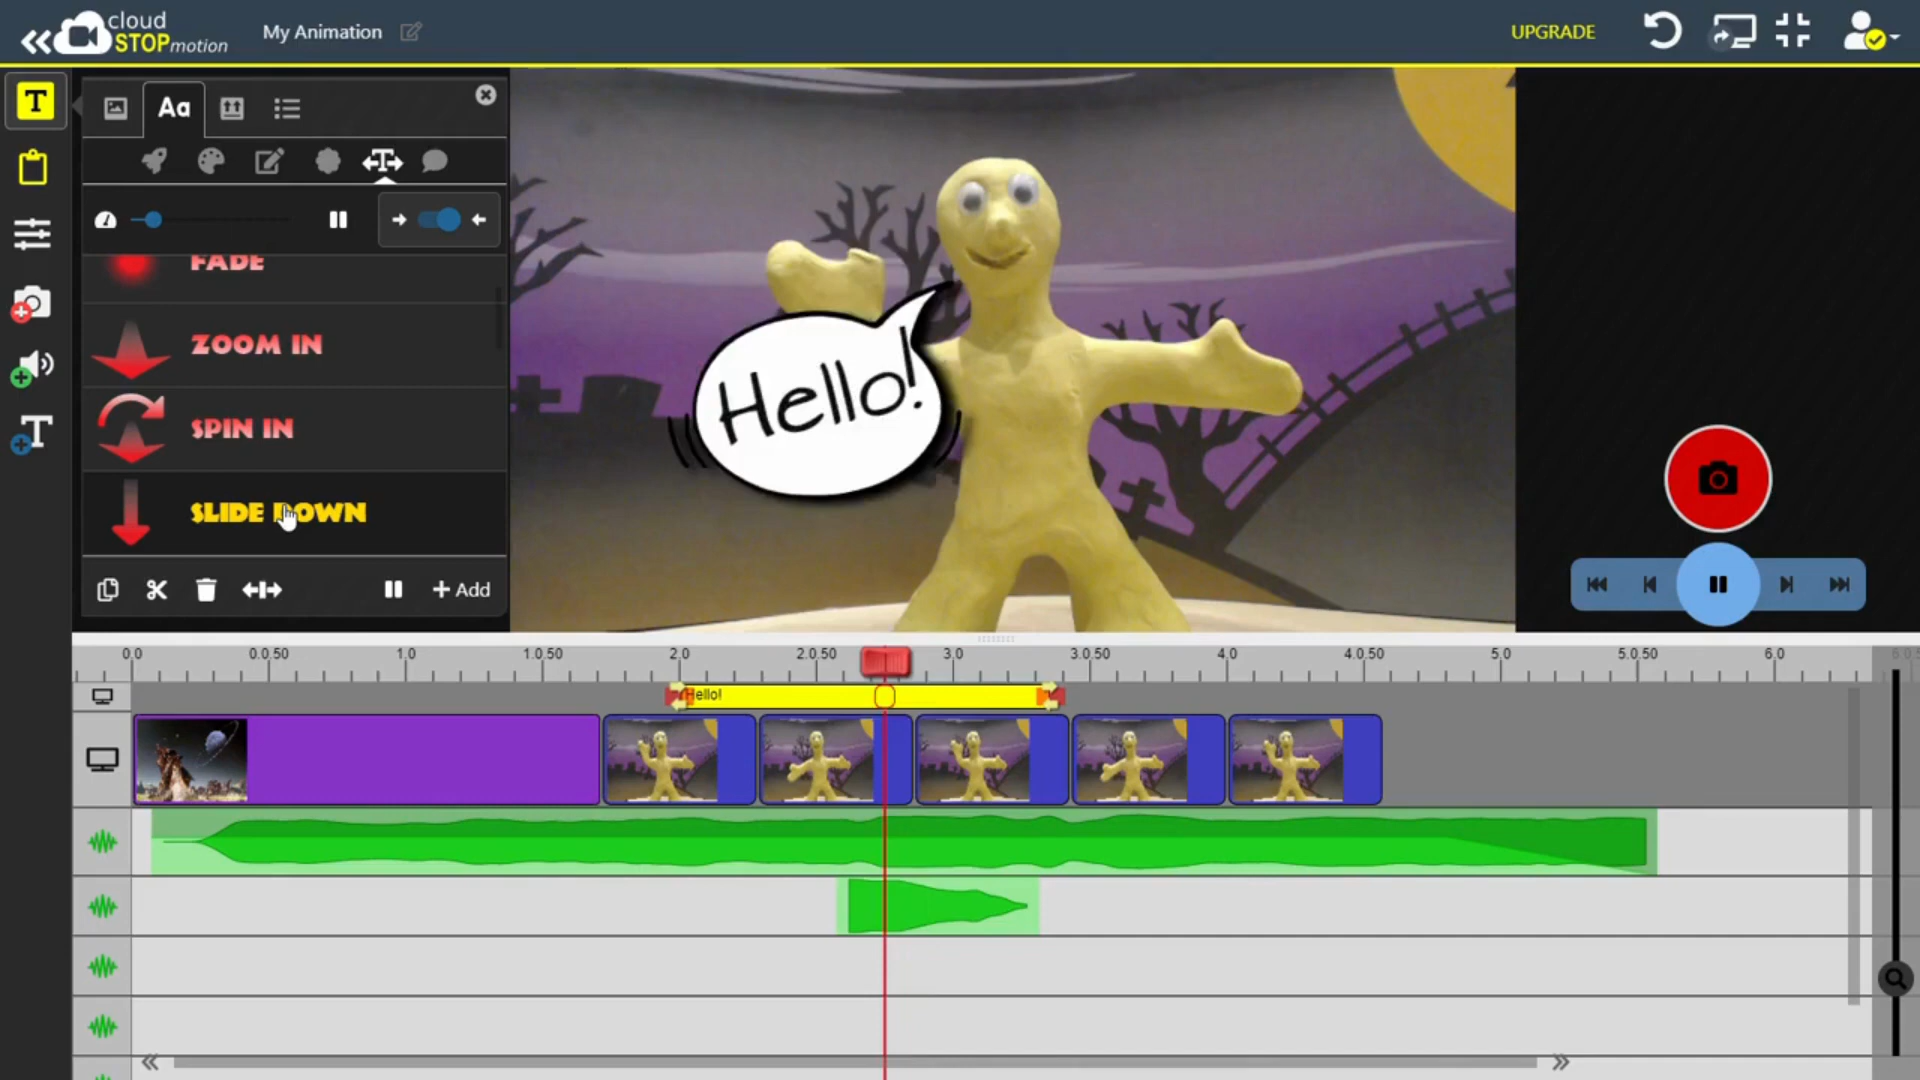 cloud
STOPmotion
My Animation
UPGRADE
T
Aa
T
FADE
ZOOM IN
SPIN IN
SLIDE DOWN
Add
T
Hello!
0.0
0.0.50
1.0
1.0.50
2.0
2.0.50
3.0
3.0.50
4.0
4.0.50
5.0
5.0.50
6.0
Hello!